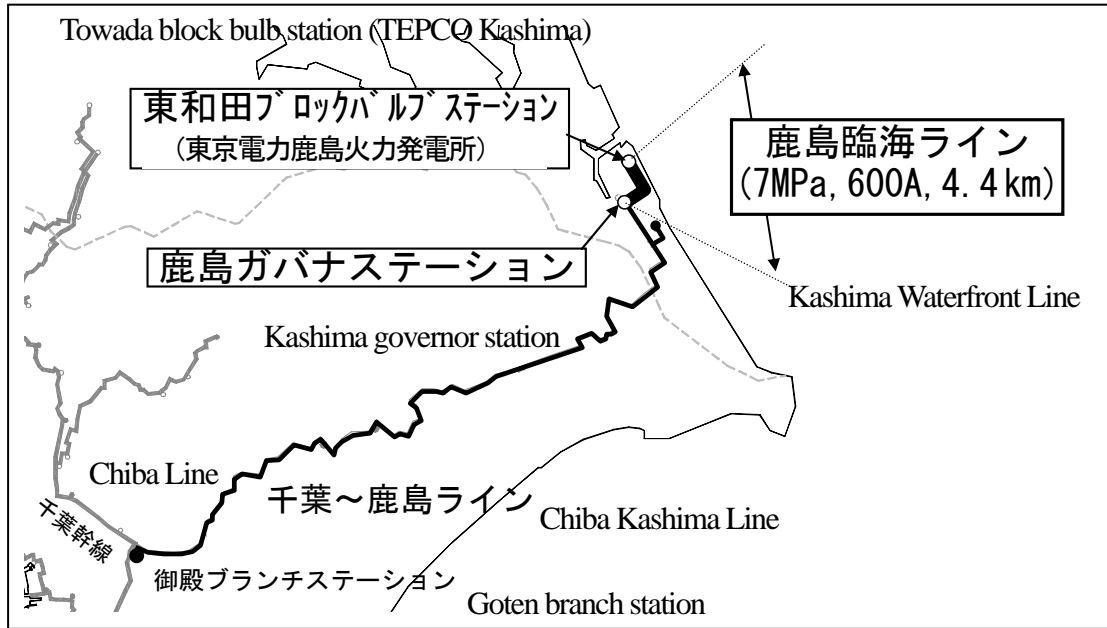 Towada block bulb station (TEPCO Kashima)
東和田ブロックバルブステーション
(東京電力鹿島火力発電所)
鹿島臨海ライン
(7MPa, 600A, 4.4km)
鹿島ガバナステーション
Kashima Waterfront Line
Kashima governor station
Chiba Line
千葉～鹿島ライン
Chiba Kashima Line
千葉幹線
御殿ブランチステーション
Goten branch station